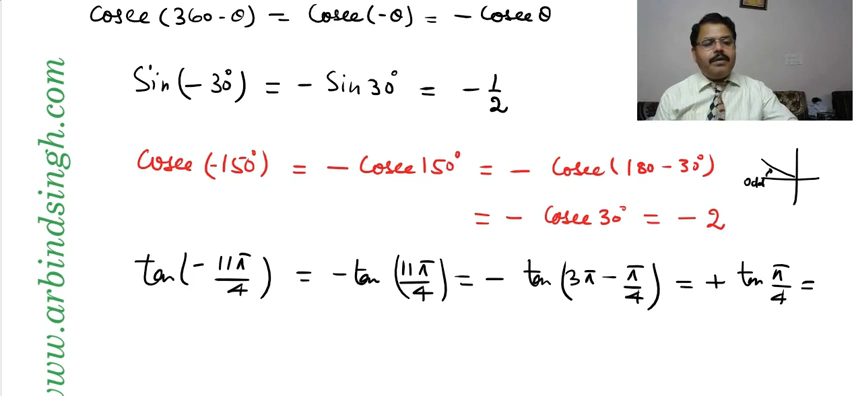 Cosec (360 - θ) = Cosec(-θ) = - Cosec θ
Sin(-30°) = - Sin 30° = - 1/2
Cosec (-150°) = - Cosec 150° = - Cosec (180 - 30°)
Odd
= - Cosec 30° = - 2
tan(- 11π/4) = -tan (11π/4) = - tan (3π - π/4) = + tan π/4 =
www.arbindsingh.com